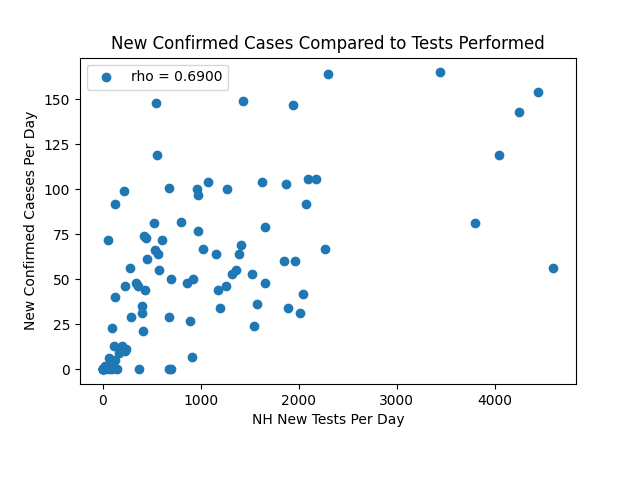 New Confirmed Cases Compared to Tests Performed
rho = 0.6900
150
125
100
75
50
25
0
New Confirmed Caeses Per Day
0 1000 2000 3000 4000
NH New Tests Per Day